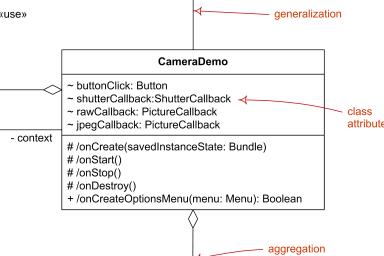 «use»
generalization
CameraDemo
~ buttonClick: Button
~ shutterCallback:ShutterCallback
~ rawCallback: PictureCallback
~ jpegCallback: PictureCallback
class
attribute
- context
# /onCreate(savedInstanceState: Bundle)
# /onStart()
# /onStop()
# /onDestroy()
+ /onCreateOptionsMenu(menu: Menu): Boolean
aggregation